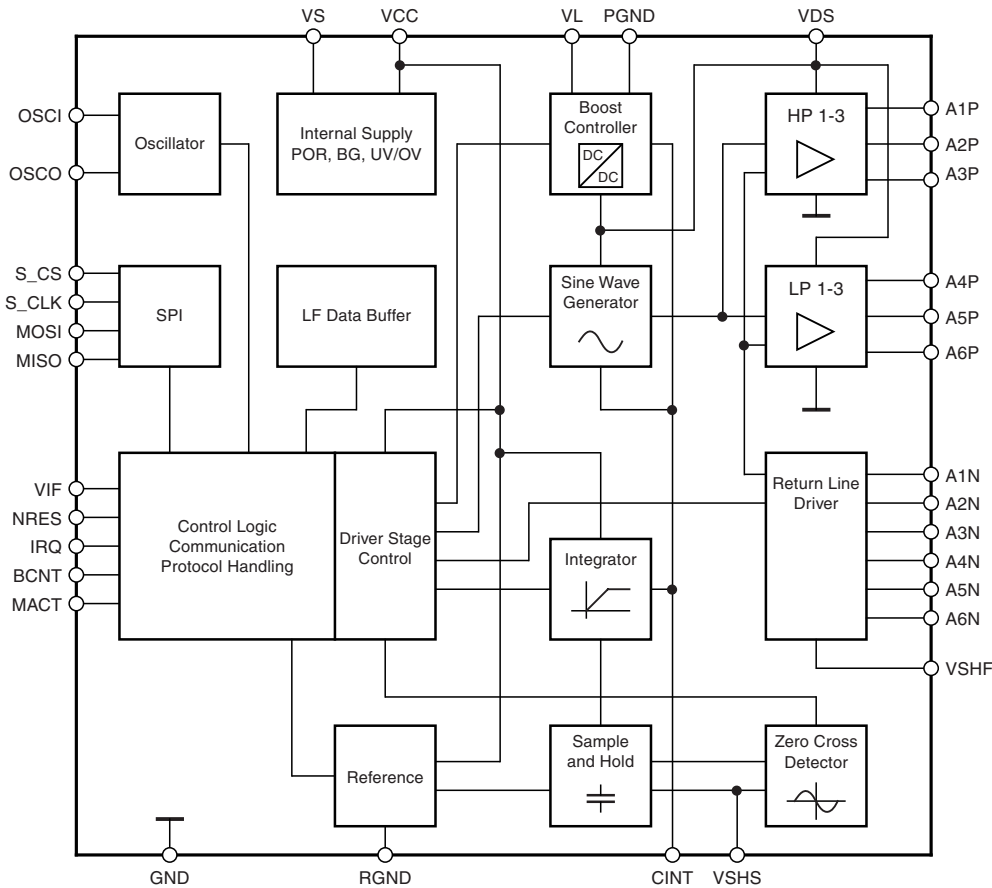 VS
VCC
VL
PGND
VDS
OSCI
OSCO
Oscillator
Internal Supply
POR, BG, UV/OV
Boost
Controller
DC
DC
HP 1-3
A1P
A2P
A3P
S_CS
S_CLK
MOSI
MISO
SPI
LF Data Buffer
Sine Wave
Generator
LP 1-3
A4P
A5P
A6P
VIF
NRES
IRQ
BCNT
MACT
Control Logic
Communication
Protocol Handling
Driver Stage
Control
Integrator
Return Line
Driver
A1N
A2N
A3N
A4N
A5N
A6N
VSHF
Reference
Sample
and Hold
Zero Cross
Detector
GND
RGND
CINT
VSHS